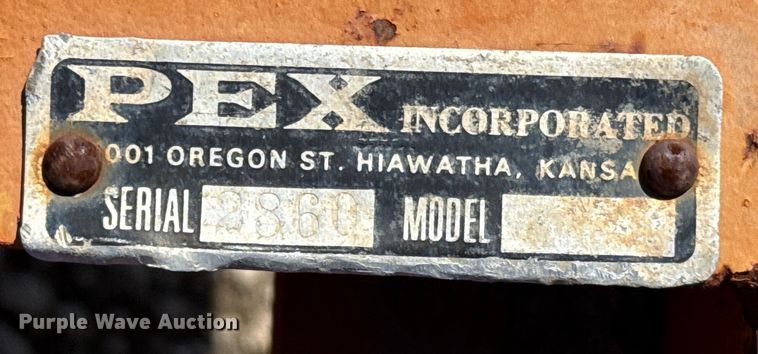 PEX INCORPORATED
001 OREGON ST. HIAWATHA, KANSA
SERIAL 2860 MODEL
Purple Wave Auction